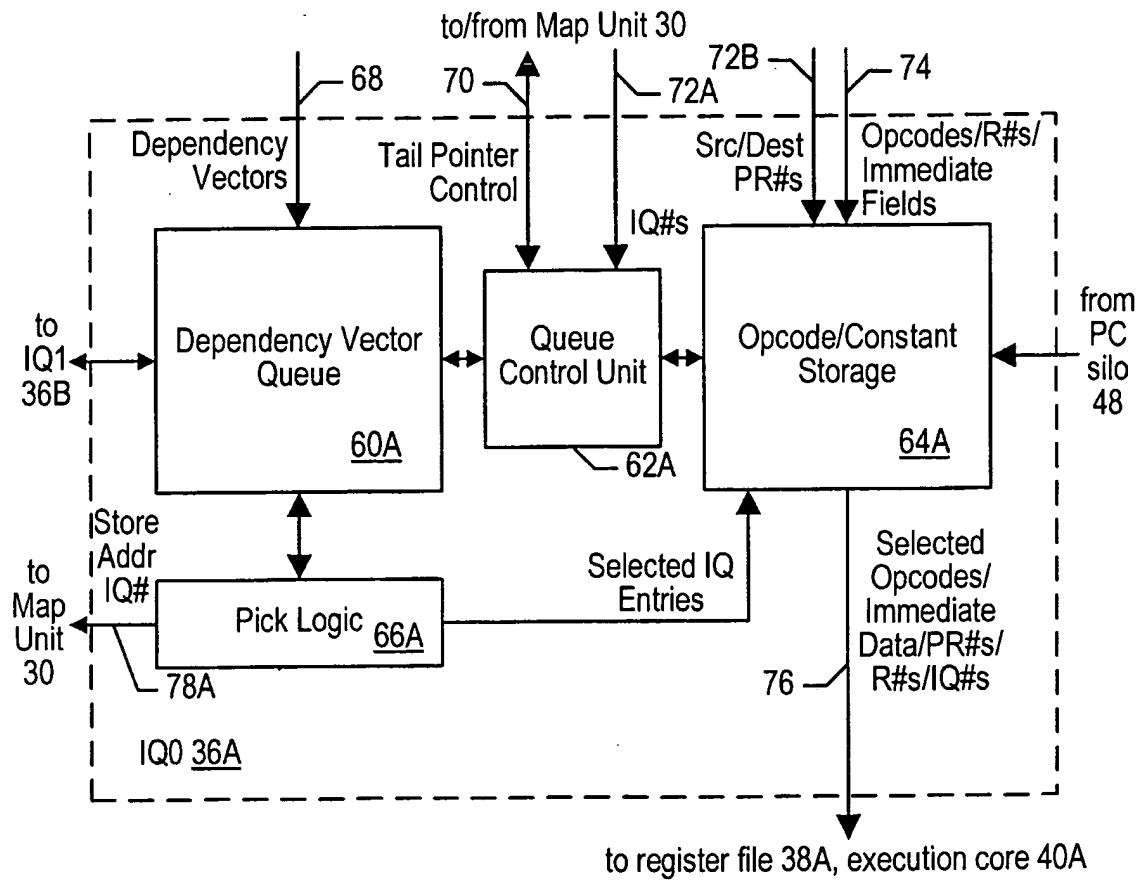 to/from Map Unit 30
68
70
72A
72B
74
Dependency
Vectors
Tail Pointer
Control
IQ#s
Src/Dest
PR#s
Opcodes/R#s/
Immediate
Fields
to
IQ1
36B
Dependency Vector
Queue
60A
Queue
Control Unit
62A
Opcode/Constant
Storage
64A
from
PC
silo
48
Store
Addr
IQ#
to
Map
Unit
30
Pick Logic 66A
78A
Selected IQ
Entries
Selected
Opcodes/
Immediate
Data/PR#s/
R#s/IQ#s
76
IQ0 36A
to register file 38A, execution core 40A